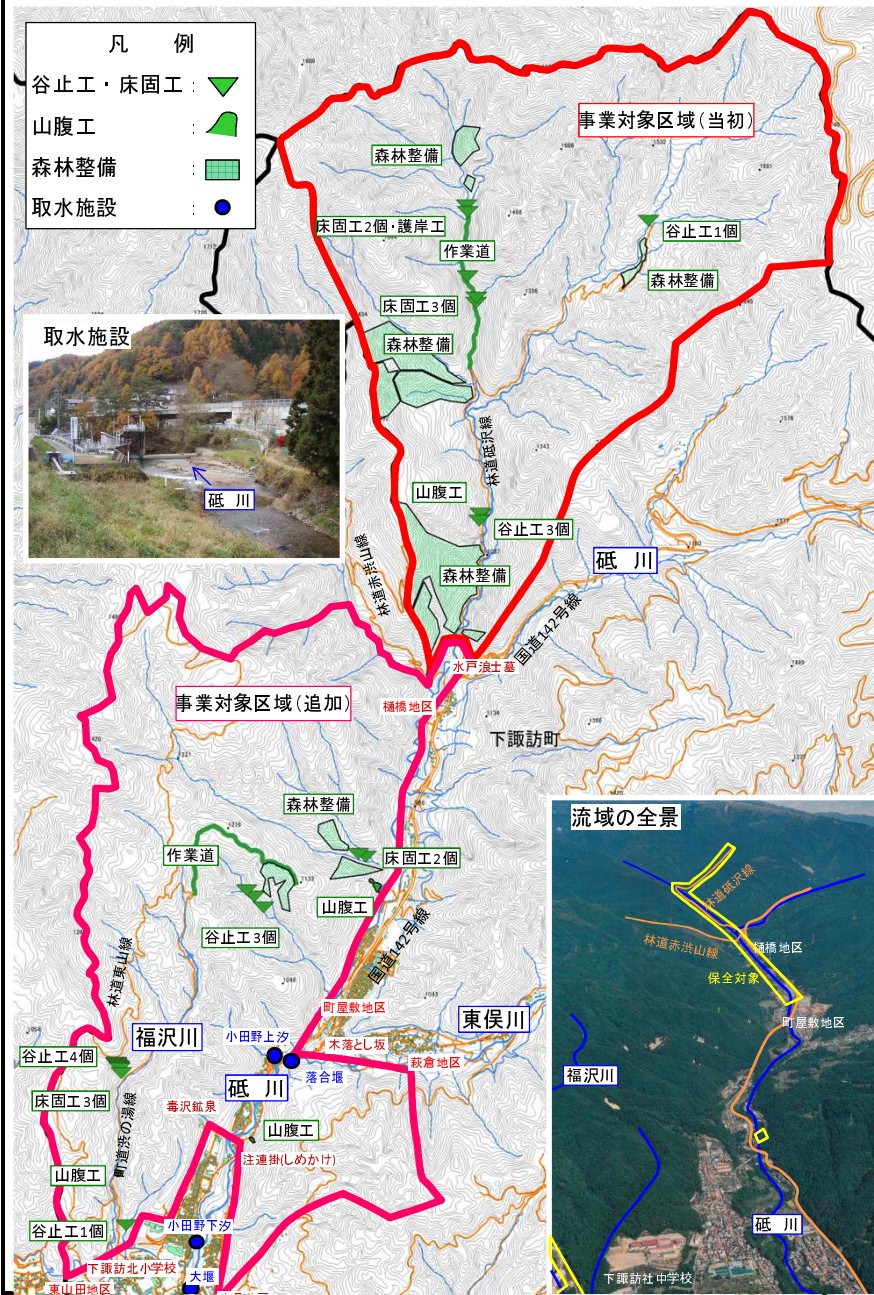 凡 例
谷止工・床固工 :
山腹工 :
森林整備 :
取水施設 :
事業対象区域(当初)
森林整備
床固工2個・護岸工
作業道
谷止工1個
森林整備
床固工3個
森林整備
取水施設
砥 川
林道砥沢線
山腹工
谷止工3個
森林整備
林道赤渋山線
砥 川
国道142号線
水戸浪士墓
事業対象区域(追加)
樋橋地区
下諏訪町
森林整備
作業道
床固工2個
山腹工
谷止工3個
国道142号線
林道東山線
町屋敷地区
東俣川
福沢川
小田野上汐
木落とし坂
萩倉地区
落合堰
谷止工4個
床固工3個
砥 川
毒沢鉱泉
山腹工
注連掛(しめかけ)
町道渋の湯線
山腹工
谷止工1個
小田野下汐
下諏訪北小学校
大堰
東山田地区
流域の全景
林道砥沢線
林道赤渋山線
樋橋地区
保全対象
町屋敷地区
福沢川
砥 川
下諏訪社中学校